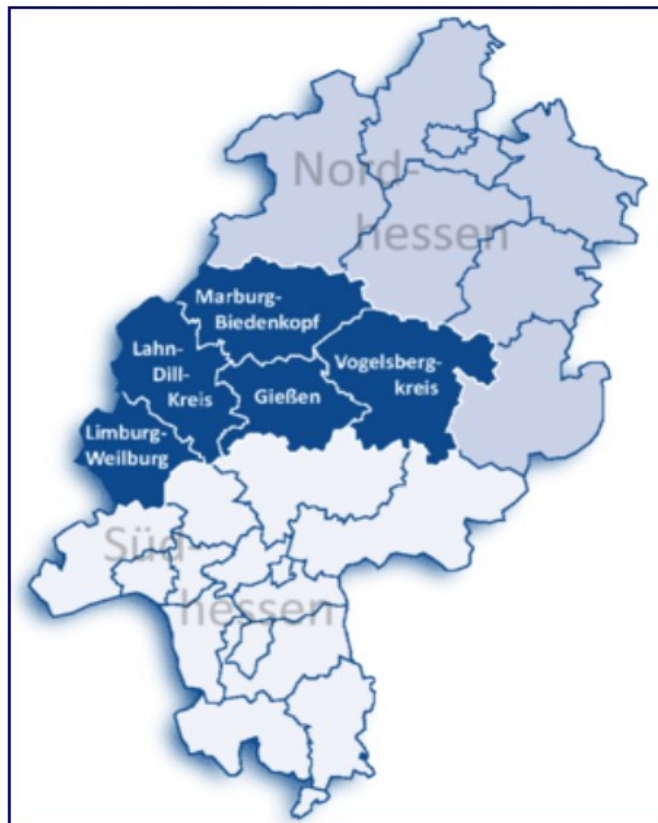 Nord-
hessen
Marburg-
Biedenkopf
Lahn-
Dill-
Kreis
Gießen
Vogelsberg-
kreis
Limburg-
Weilburg
Süd-
hessen